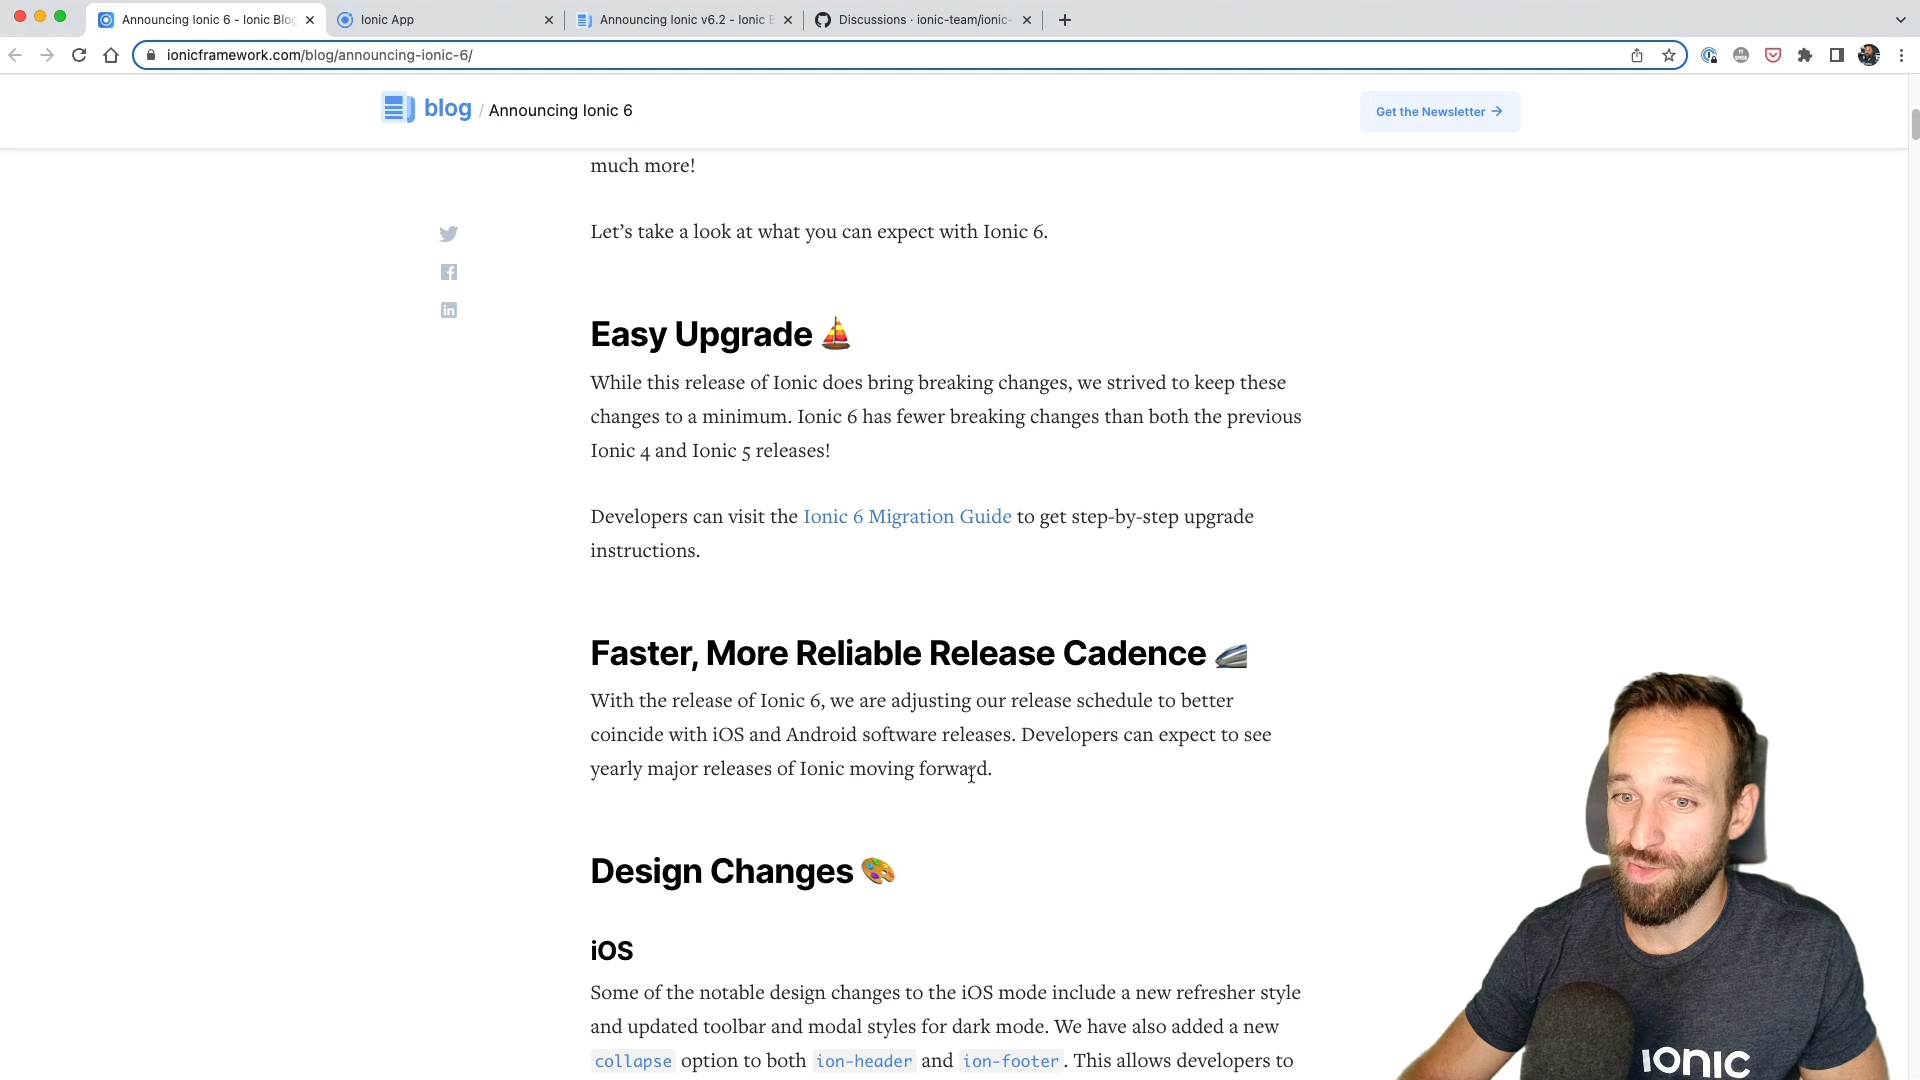 Announcing Ionic 6 - Ionic Blog
Ionic App
Announcing Ionic v6.2 - Ionic B
Discussions · ionic-team/ionic-
ionicframework.com/blog/announcing-ionic-6/
blog / Announcing Ionic 6
Get the Newsletter →
much more!
Let’s take a look at what you can expect with Ionic 6.
Easy Upgrade ⛵
While this release of Ionic does bring breaking changes, we strived to keep these
changes to a minimum. Ionic 6 has fewer breaking changes than both the previous
Ionic 4 and Ionic 5 releases!
Developers can visit the Ionic 6 Migration Guide to get step-by-step upgrade
instructions.
Faster, More Reliable Release Cadence 🚄
With the release of Ionic 6, we are adjusting our release schedule to better
coincide with iOS and Android software releases. Developers can expect to see
yearly major releases of Ionic moving forward.
Design Changes 🎨
iOS
Some of the notable design changes to the iOS mode include a new refresher style
and updated toolbar and modal styles for dark mode. We have also added a new
collapse option to both ion-header and ion-footer. This allows developers to
IONIC